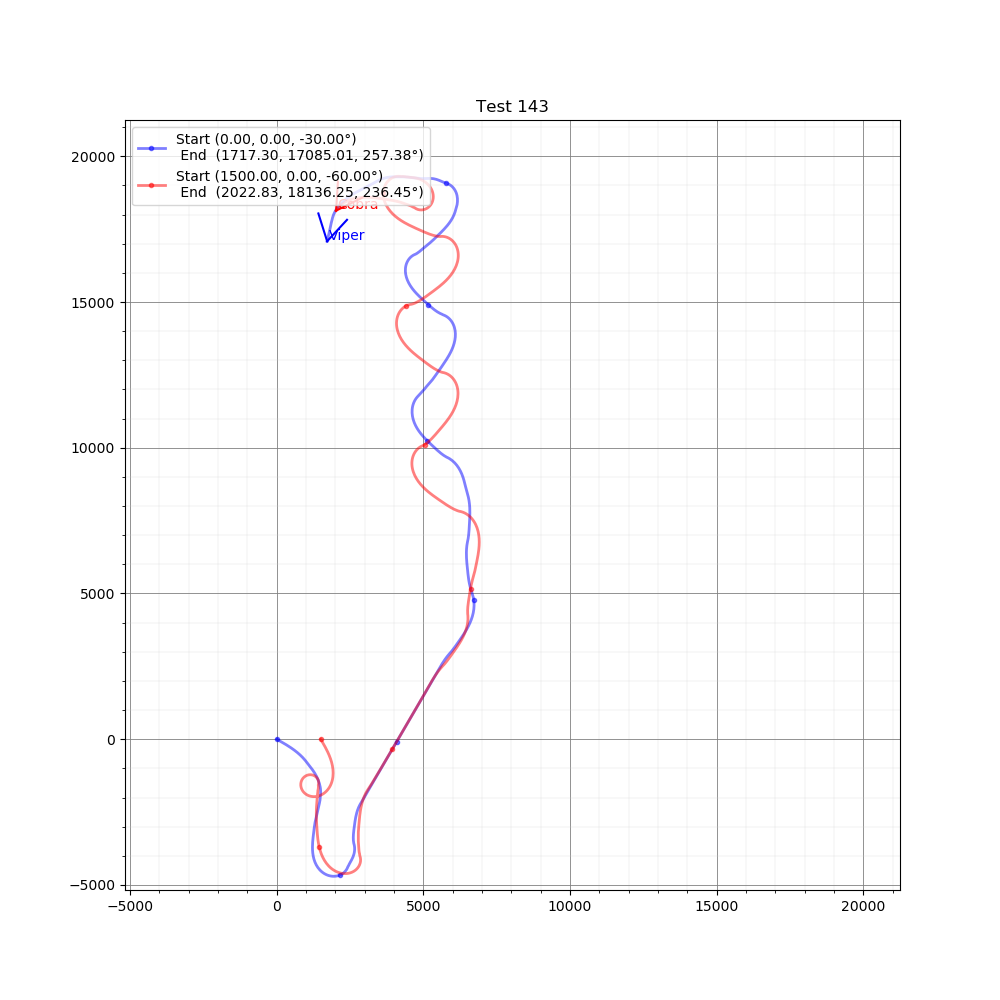 Test 143
Start (0.00, 0.00, -30.00°)
End (1717.30, 17085.01, 257.38°)
Start (1500.00, 0.00, -60.00°)
End (2022.83, 18136.25, 236.45°)
Cobra
Viper
20000
15000
10000
5000
0
−5000
−5000 0 5000 10000 15000 20000